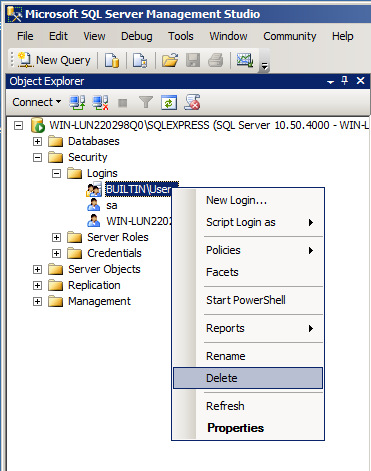 Microsoft SQL Server Management Studio
File Edit View Debug Tools Window Community Help
New Query
Object Explorer
Connect
WIN-LUN220298Q0\SQLEXPRESS (SQL Server 10.50.4000 - WIN-L
Databases
Security
Logins
BUILTIN\User
sa
WIN-LUN2202
Server Roles
Credentials
Server Objects
Replication
Management
New Login...
Script Login as
Policies
Facets
Start PowerShell
Reports
Rename
Delete
Refresh
Properties